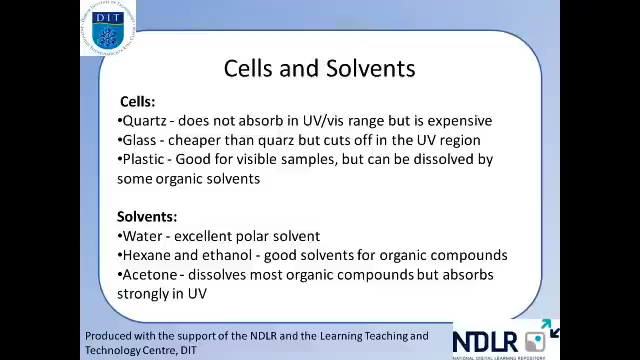 DIT
Cells and Solvents
Cells:
•Quartz - does not absorb in UV/vis range but is expensive
•Glass - cheaper than quarz but cuts off in the UV region
•Plastic - Good for visible samples, but can be dissolved by
some organic solvents
Solvents:
•Water - excellent polar solvent
•Hexane and ethanol - good solvents for organic compounds
•Acetone - dissolves most organic compounds but absorbs
strongly in UV
Produced with the support of the NDLR and the Learning Teaching and
Technology Centre, DIT
NDLR
NATIONAL DIGITAL LEARNING REPOSITORY